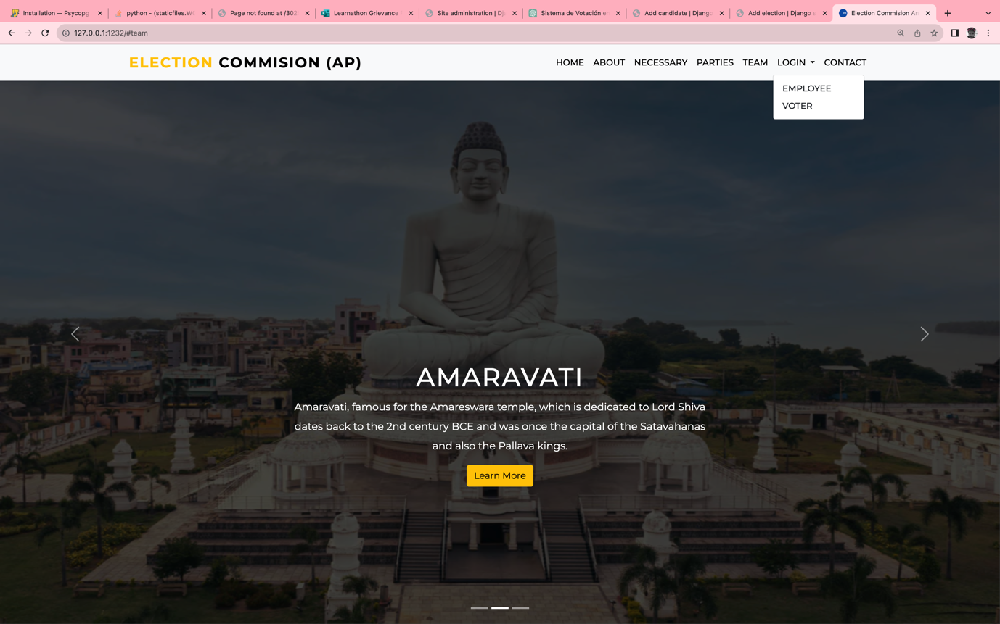 Installation — Psycopg
python - (staticfiles.W0
Page not found at /302
Learnathon Grievance
Site administration | Dj
Sistema de Votación en
Add candidate | Django
Add election | Django s
Election Commision An
127.0.0.1:1232/#team
ELECTION COMMISION (AP)
HOME ABOUT NECESSARY PARTIES TEAM LOGIN CONTACT
EMPLOYEE
VOTER
AMARAVATI
Amaravati, famous for the Amareswara temple, which is dedicated to Lord Shiva
dates back to the 2nd century BCE and was once the capital of the Satavahanas
and also the Pallava kings.
Learn More